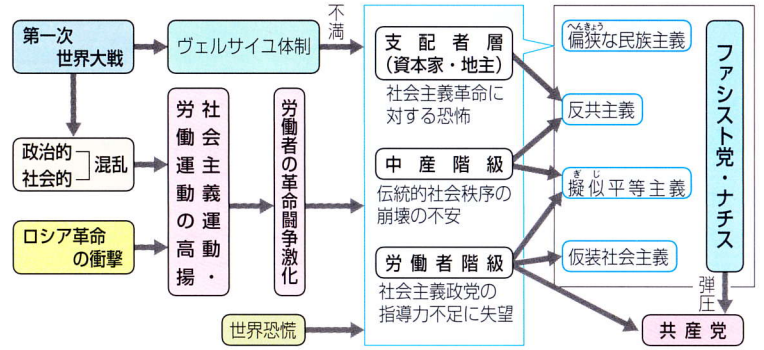 第一次
世界大戦
ヴェルサイユ体制
不満
政治的
社会的
混乱
ロシア革命
の衝撃
社会主義運動・
労働運動の高揚
労働者の革命闘争激化
世界恐慌
支配者層
（資本家・地主）
社会主義革命に
対する恐怖
中産階級
伝統的社会秩序の
崩壊の不安
労働者階級
社会主義政党の
指導力不足に失望
へんきょう
偏狭な民族主義
反共主義
ぎじ
擬似平等主義
仮装社会主義
ファシスト党・ナチス
弾圧
共産党